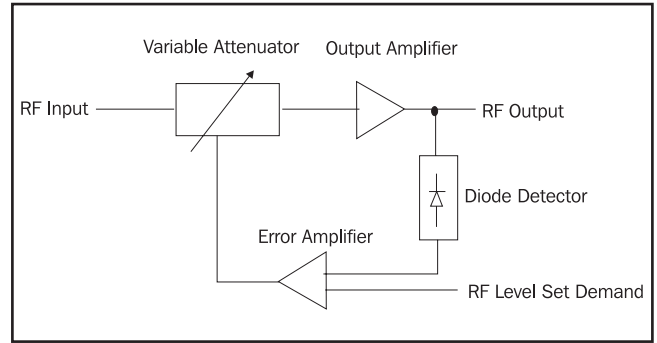 Variable Attenuator
Output Amplifier
RF Input
RF Output
Diode Detector
Error Amplifier
RF Level Set Demand